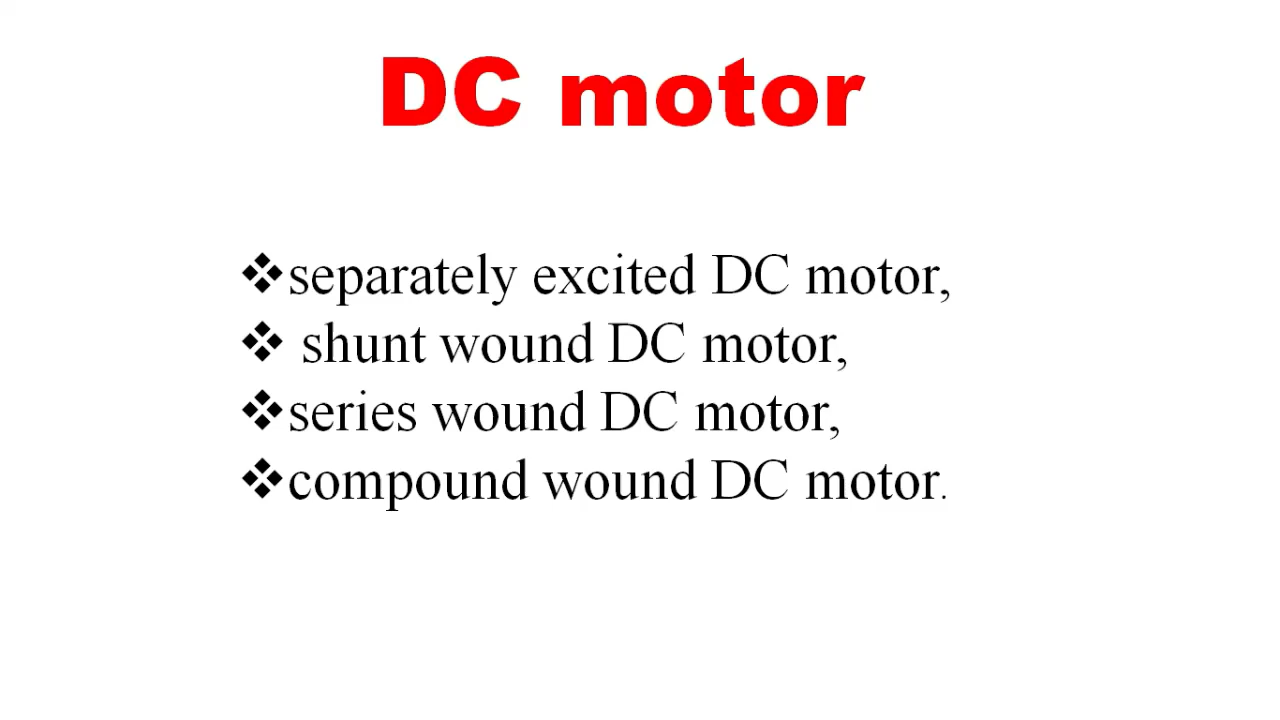 DC motor
❖separately excited DC motor,
❖ shunt wound DC motor,
❖series wound DC motor,
❖compound wound DC motor.